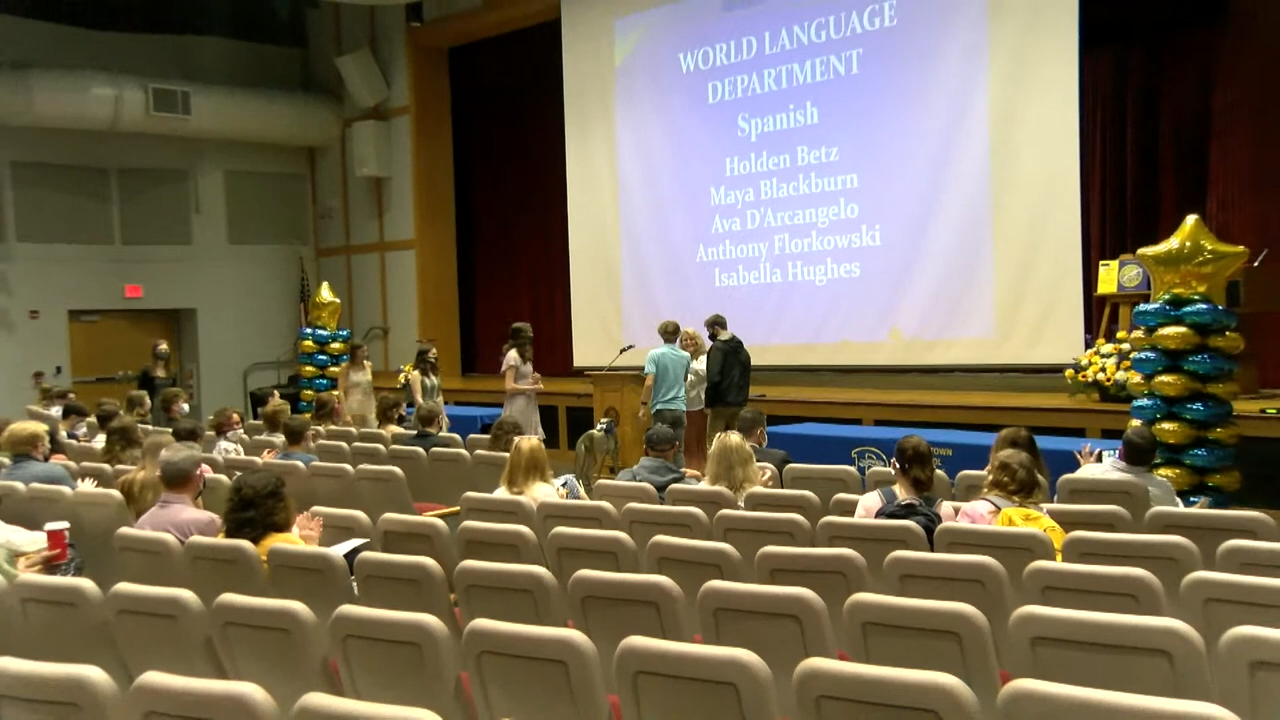 WORLD LANGUAGE
DEPARTMENT
Spanish
Holden Betz
Maya Blackburn
Ava D'Arcangelo
Anthony Florkowski
Isabella Hughes